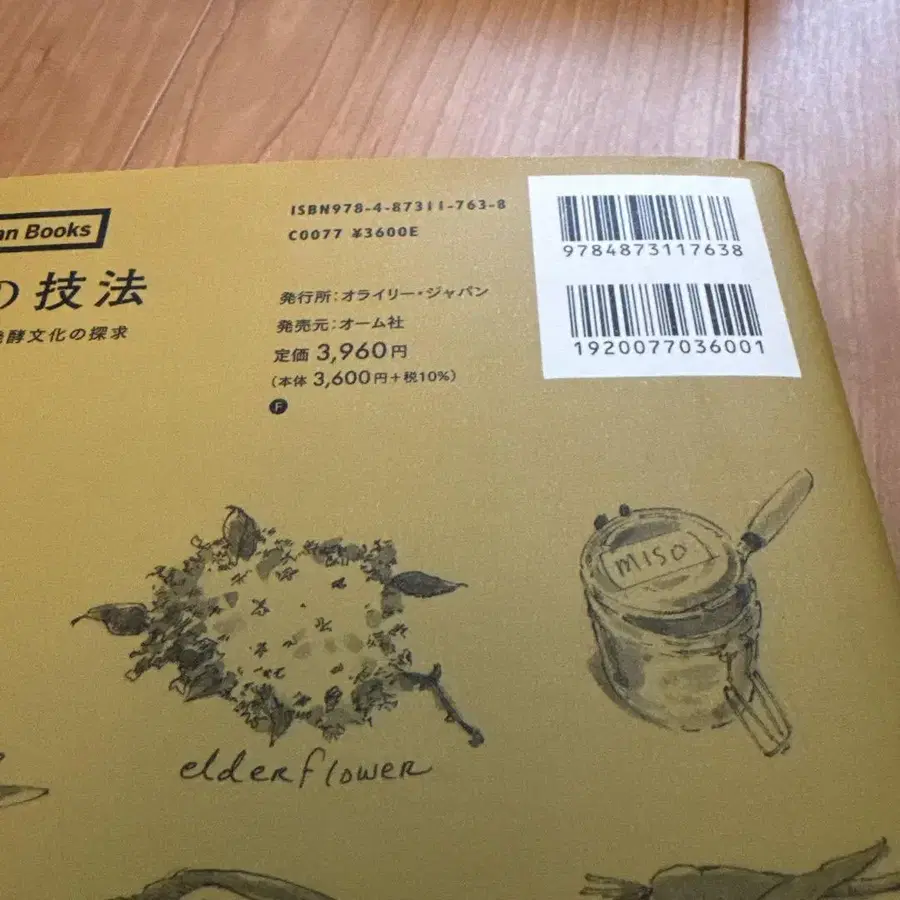 an Books
の技法
発酵文化の探求
ISBN978-4-87311-763-8
C0077 ¥3600E
発行所：オライリー・ジャパン
発売元：オーム社
定価 3,960円
（本体 3,600円＋税10%）
F
9784873117638
1920077036001
MISO
elderflower